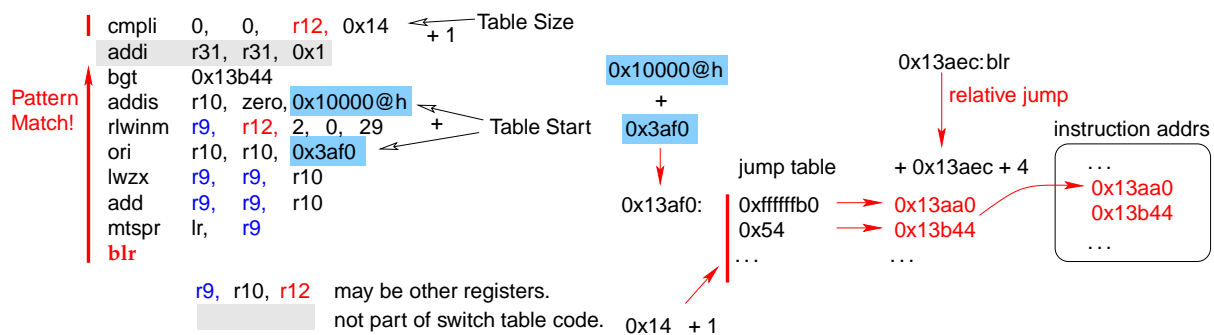 cmpli 0, 0, r12, 0x14
+ 1
Table Size
addi r31, r31, 0x1
bgt 0x13b44
addis r10, zero, 0x10000@h
rlwinm r9, r12, 2, 0, 29
+
Table Start
ori r10, r10, 0x3af0
lwzx r9, r9, r10
add r9, r9, r10
mtspr lr, r9
blr
Pattern
Match!
r9, r10, r12 may be other registers.
not part of switch table code.
0x10000@h
+
0x3af0
0x13af0:
jump table
0xffffffb0
0x54
...
0x14 + 1
0x13aec:blr
relative jump
+ 0x13aec + 4
0x13aa0
0x13b44
...
instruction addrs
...
0x13aa0
0x13b44
...